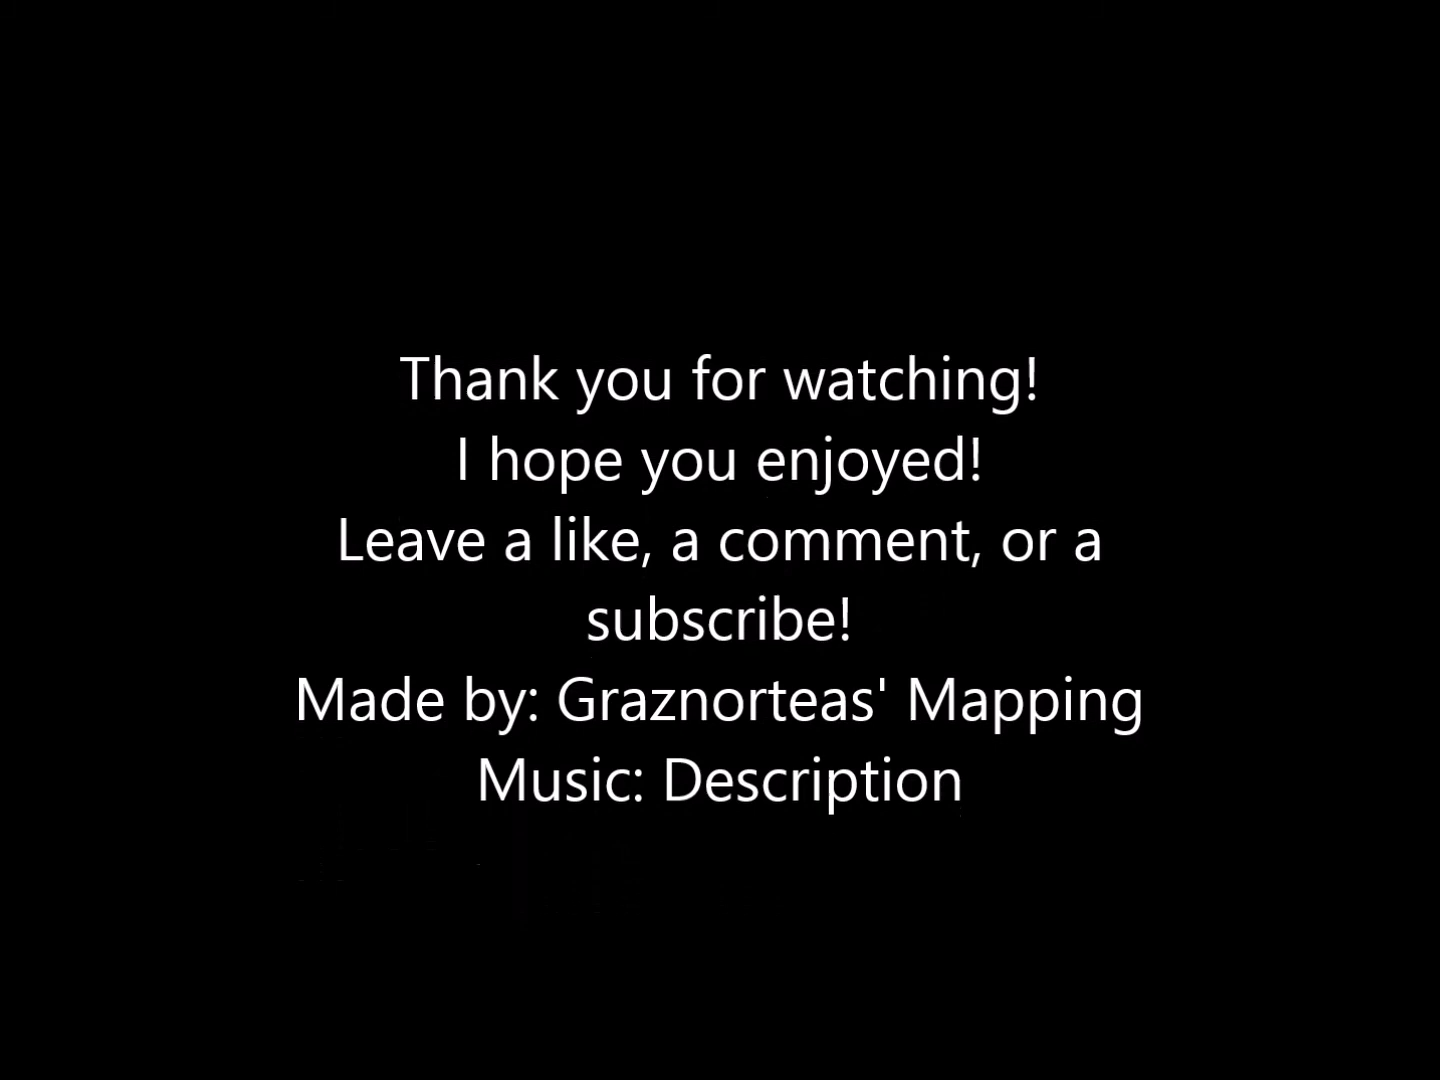 Thank you for watching!
I hope you enjoyed!
Leave a like, a comment, or a
subscribe!
Made by: Graznorteas' Mapping
Music: Description